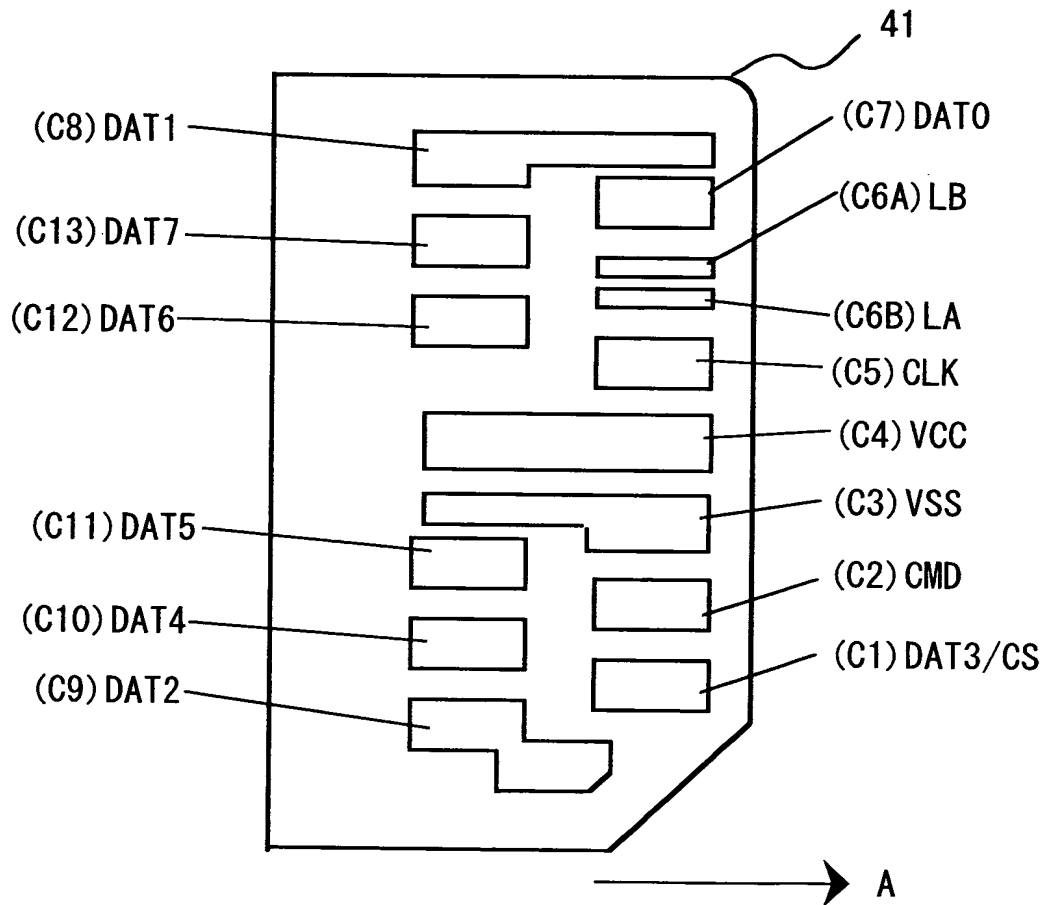 41
(C8) DAT1
(C7) DAT0
(C13) DAT7
(C6A) LB
(C12) DAT6
(C6B) LA
(C5) CLK
(C4) VCC
(C11) DAT5
(C3) VSS
(C10) DAT4
(C2) CMD
(C9) DAT2
(C1) DAT3/CS
A